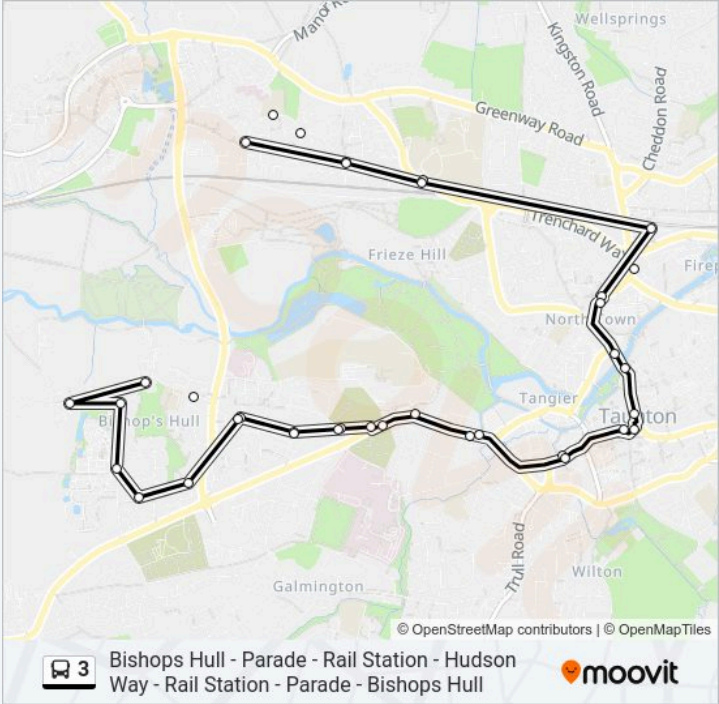 Manor R
Wellsprings
Kingston Road
Cheddon Road
Greenway Road
Trenchard Way
Frieze Hill
Firep
North Town
Tangier
Taunton
Bishop's Hull
Trull Road
Wilton
Galmington
© OpenStreetMap contributors | © OpenMapTiles
3
Bishops Hull - Parade - Rail Station - Hudson
Way - Rail Station - Parade - Bishops Hull
moovit